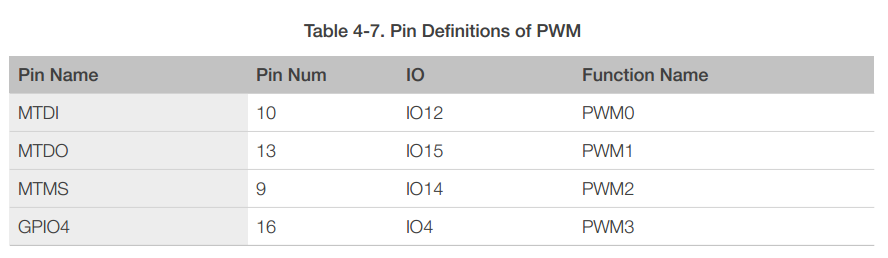 Table 4-7. Pin Definitions of PWM
Pin Name Pin Num IO Function Name
MTDI 10 IO12 PWM0
MTDO 13 IO15 PWM1
MTMS 9 IO14 PWM2
GPIO4 16 IO4 PWM3